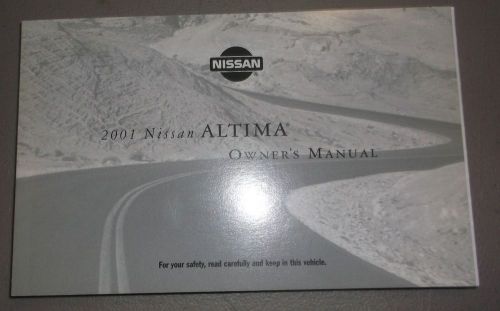 NISSAN
2001 Nissan ALTIMA®
OWNER'S MANUAL
For your safety, read carefully and keep in this vehicle.